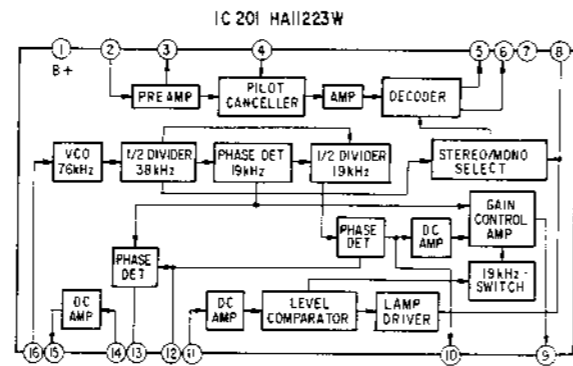 IC 201 HA11223W
1 2 3 4 5 6 7 8
B+
PREAMP
PILOT
CANCELLER
AMP
DECODER
VCO
76kHz
1/2 DIVIDER
38kHz
PHASE DET
19kHz
1/2 DIVIDER
19kHz
STEREO/MONO
SELECT
PHASE
DET
DC
AMP
GAIN
CONTROL
AMP
PHASE
DET
19kHz-
SWITCH
DC
AMP
DC
AMP
LEVEL
COMPARATOR
LAMP
DRIVER
16 15 14 13 12 11 10 9